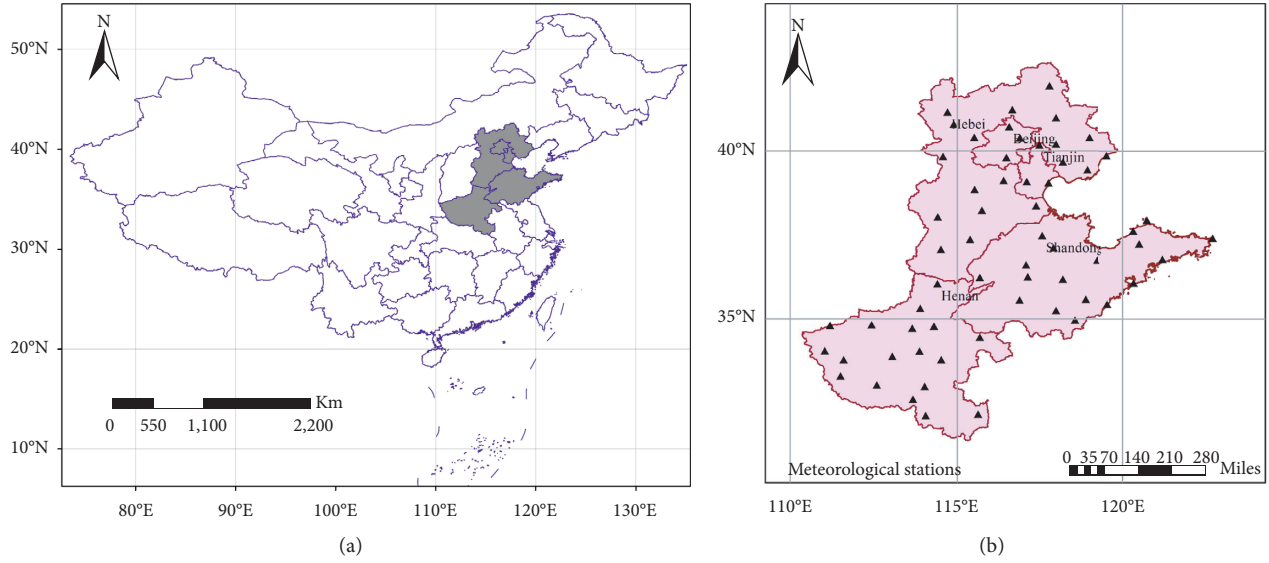 N
50°N
40°N
30°N
20°N
10°N
Km
0 550 1,100 2,200
80°E 90°E 100°E 110°E 120°E 130°E
(a)
N
40°N
35°N
Hebei
Beijing
Tianjin
Shandong
Henan
Meteorological stations
0 35 70 140 210 280
Miles
110°E 115°E 120°E
(b)